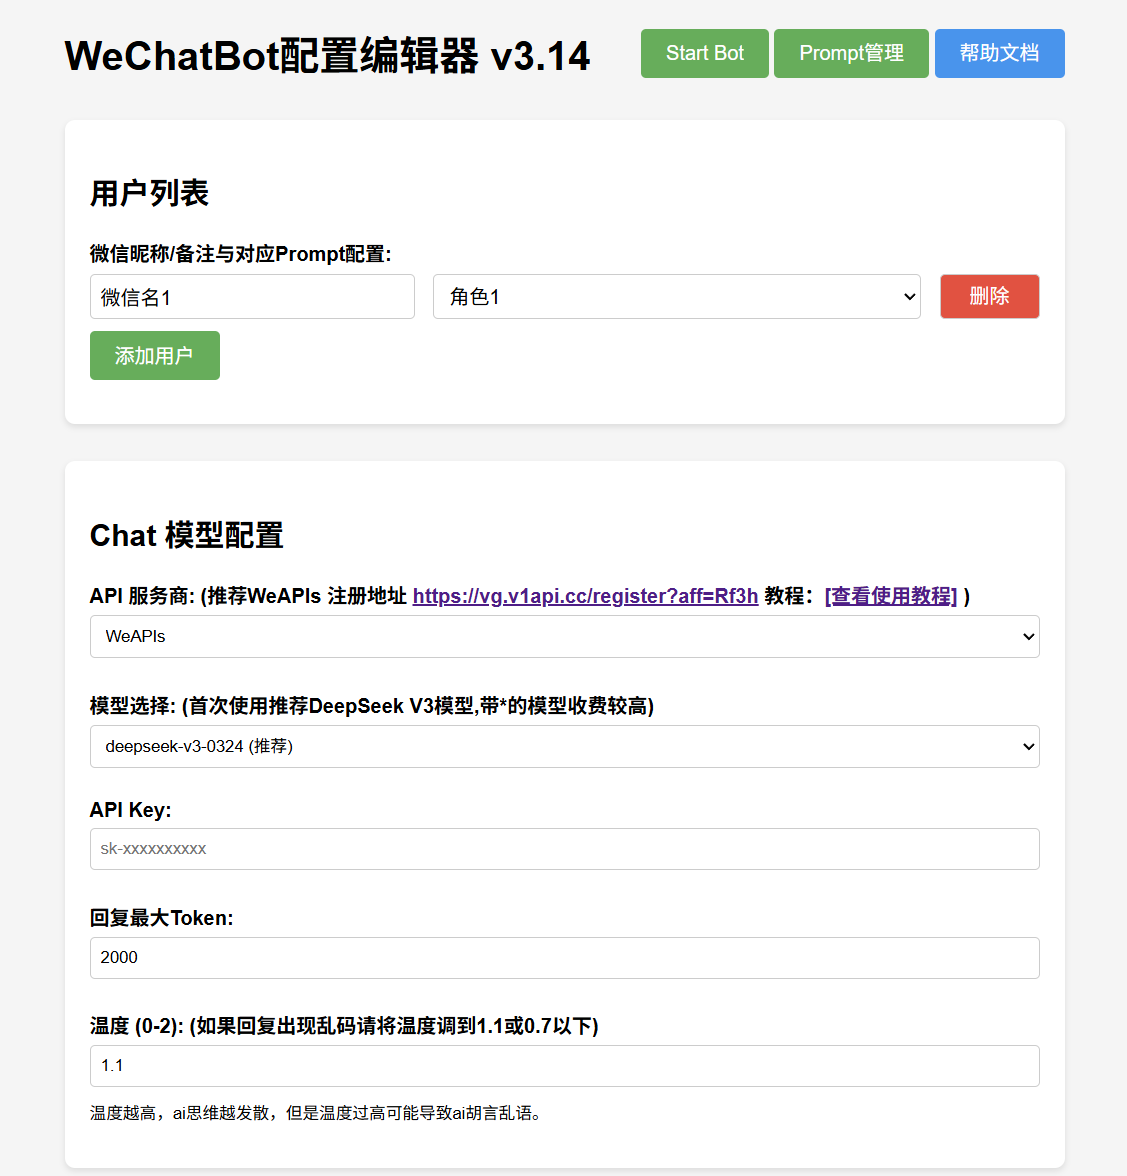 WeChatBot配置编辑器 v3.14
Start Bot
Prompt管理
帮助文档
用户列表
微信昵称/备注与对应Prompt配置:
微信名1
角色1
删除
添加用户
Chat 模型配置
API 服务商: (推荐WeAPIs 注册地址 https://vg.v1api.cc/register?aff=Rf3h 教程：[查看使用教程] )
WeAPIs
模型选择: (首次使用推荐DeepSeek V3模型,带*的模型收费较高)
deepseek-v3-0324 (推荐)
API Key:
sk-xxxxxxxxxx
回复最大Token:
2000
温度 (0-2): (如果回复出现乱码请将温度调到1.1或0.7以下)
1.1
温度越高，ai思维越发散，但是温度过高可能导致ai胡言乱语。